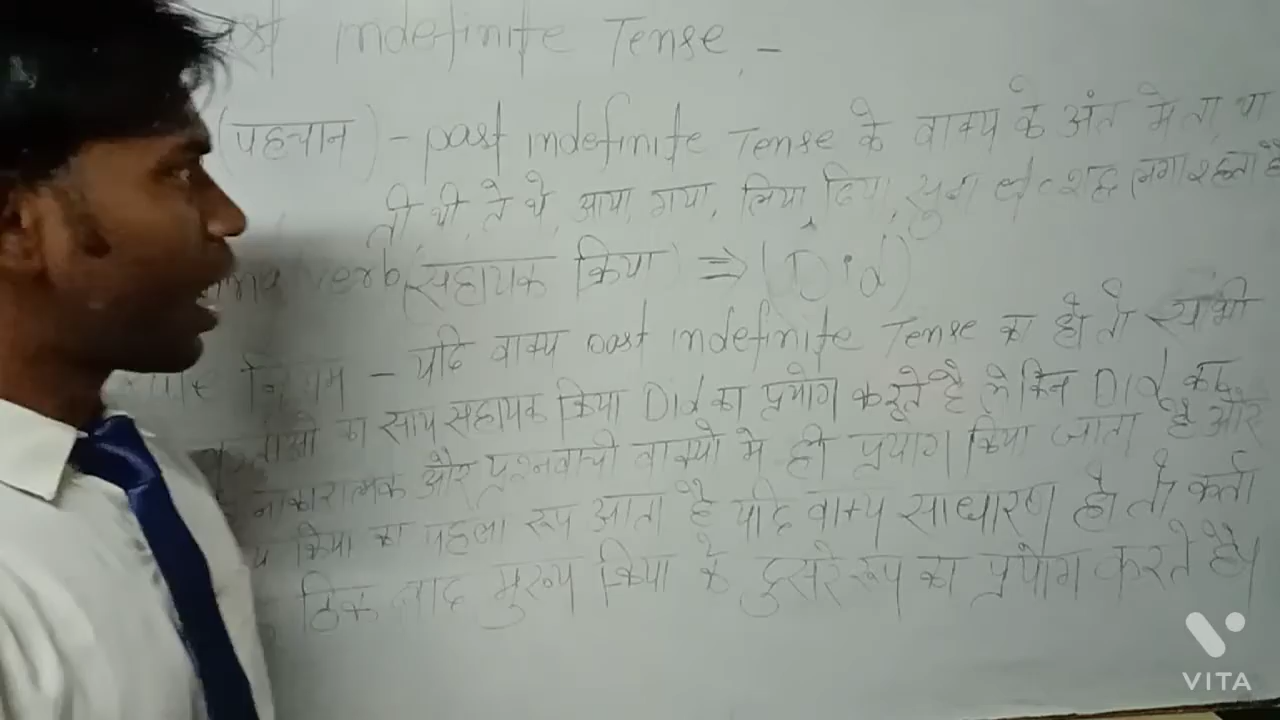 Indefinite Tense -
(पहचान) - past indefinite Tense के वाक्य के अंत मे ता, था
ती, थी, ते थे, आया, गया, लिया, दिया, etc शब्द लगा रहता है
verb (सहायक क्रिया) ⇒ (Did)
नियम - यदि वाक्य past indefinite Tense का हो तो सभी
का साथ सहायक क्रिया Did का प्रयोग करते है लेकिन Did का
नाकारात्मक और प्रश्नवाची वाक्यो मे ही प्रयोग किया जाता है और
क्रिया का पहला रूप आता है यदि वाक्य साधारण हो तो कर्ता
ठिक बाद मुख्य क्रिया के दुसरे रूप का प्रयोग करते है।
VITA